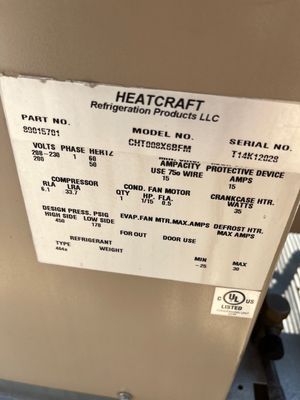 HEATCRAFT
Refrigeration Products LLC
PART NO. MODEL NO. SERIAL NO.
89015701 CHT008X6BFM T14K12028
VOLTS PHASE HERTZ AMPACITY PROTECTIVE DEVICE
208-230 1 60 USE 75º WIRE AMPS
200 50 15 15
COMPRESSOR COND. FAN MOTOR CRANKCASE HTR.
RLA LRA QTY HP. FLA. WATTS
33.7 1 1/15 0.5 35
DESIGN PRESS. PSIG EVAP.FAN MTR.MAX.AMPS DEFROST HTR.
HIGH SIDE LOW SIDE MAX AMPS
450 178 FOR OUT DOOR USE
REFRIGERANT
TYPE WEIGHT MIN MAX
404a -25 30
C UL US
LISTED